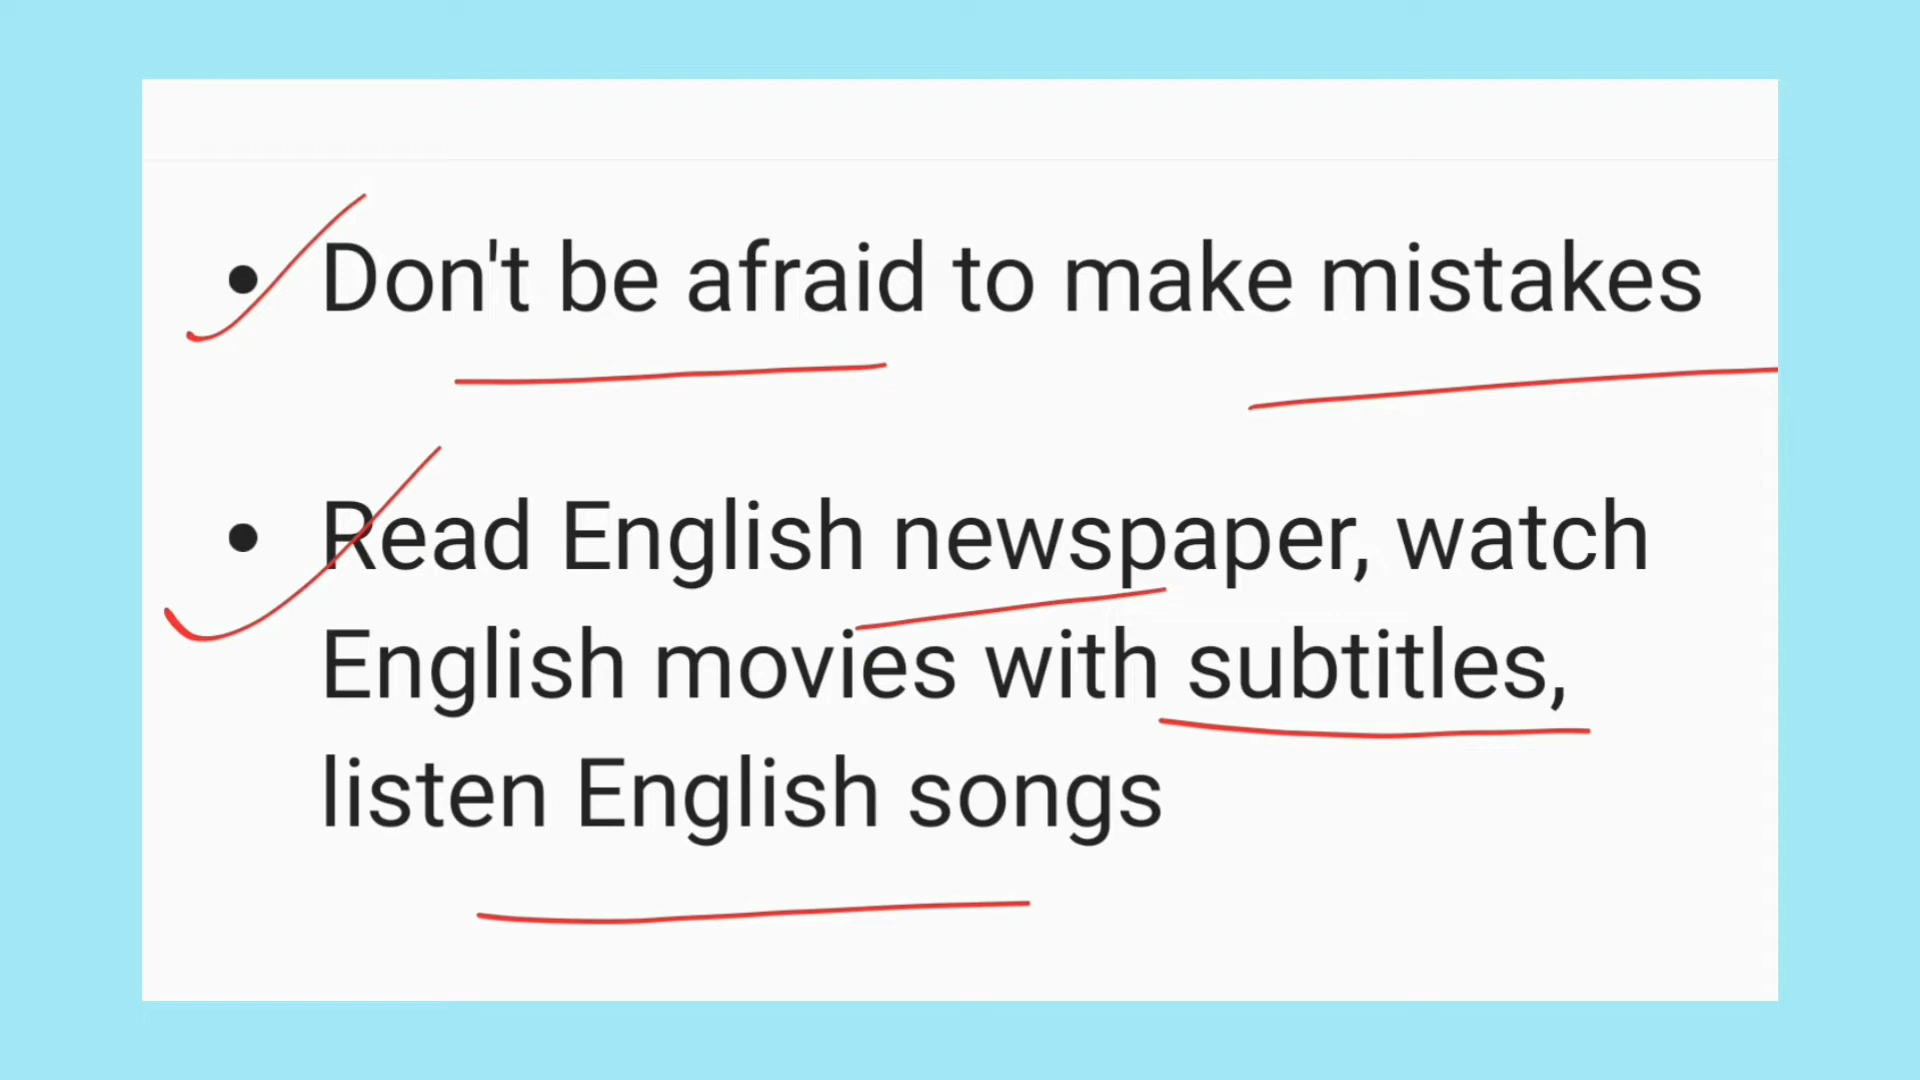 • Don't be afraid to make mistakes
• Read English newspaper, watch
English movies with subtitles,
listen English songs